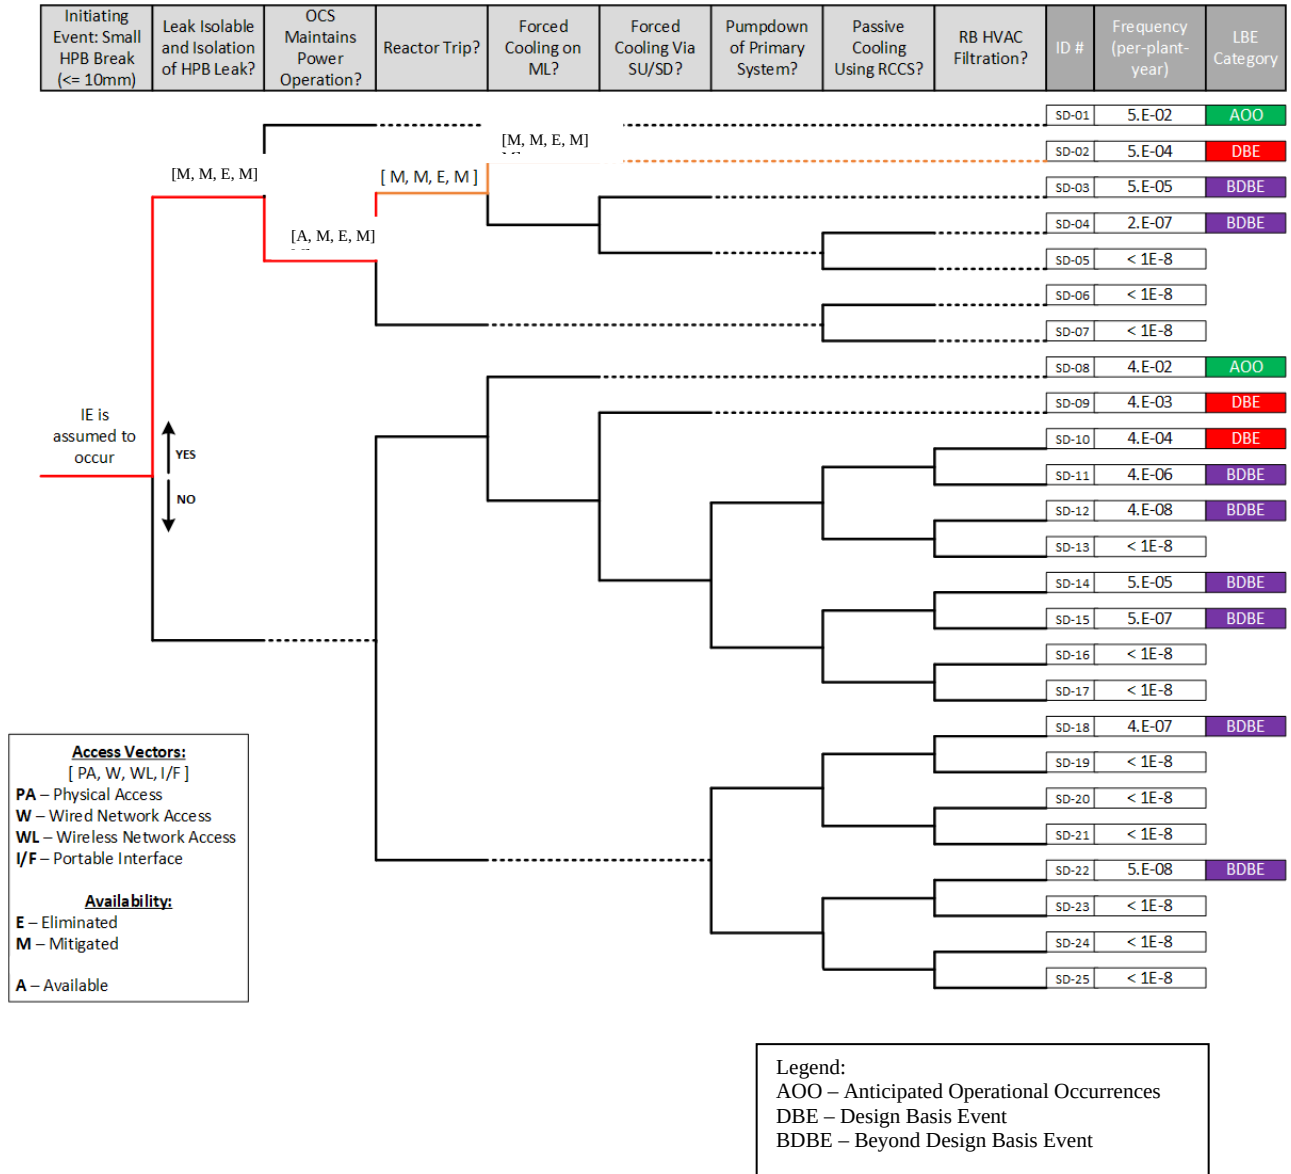 Initiating
Event: Small
HPB Break
(<= 10mm)
Leak Isolable
and Isolation
of HPB Leak?
OCS
Maintains
Power
Operation?
Reactor Trip?
Forced
Cooling on
ML?
Forced
Cooling Via
SU/SD?
Pumpdown
of Primary
System?
Passive
Cooling
Using RCCS?
RB HVAC
Filtration?
ID #
Frequency
(per-plant-
year)
LBE
Category
SD-01 5.E-02 AOO
[M, M, E, M]
SD-02 5.E-04 DBE
[M, M, E, M]
[ M, M, E, M ]
SD-03 5.E-05 BDBE
SD-04 2.E-07 BDBE
[A, M, E, M]
SD-05 < 1E-8
SD-06 < 1E-8
SD-07 < 1E-8
SD-08 4.E-02 AOO
SD-09 4.E-03 DBE
IE is
assumed to
occur
YES
NO
SD-10 4.E-04 DBE
SD-11 4.E-06 BDBE
SD-12 4.E-08 BDBE
SD-13 < 1E-8
SD-14 5.E-05 BDBE
SD-15 5.E-07 BDBE
SD-16 < 1E-8
SD-17 < 1E-8
SD-18 4.E-07 BDBE
SD-19 < 1E-8
SD-20 < 1E-8
SD-21 < 1E-8
SD-22 5.E-08 BDBE
SD-23 < 1E-8
SD-24 < 1E-8
SD-25 < 1E-8
Access Vectors:
[ PA, W, WL, I/F ]
PA – Physical Access
W – Wired Network Access
WL – Wireless Network Access
I/F – Portable Interface
Availability:
E – Eliminated
M – Mitigated
A – Available
Legend:
AOO – Anticipated Operational Occurrences
DBE – Design Basis Event
BDBE – Beyond Design Basis Event